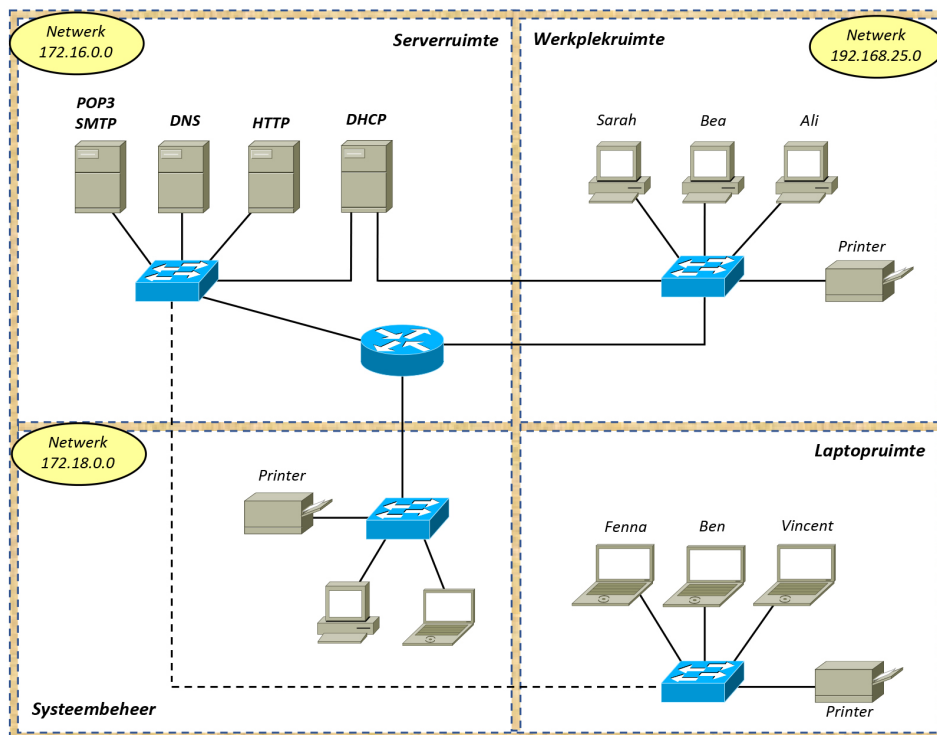 Netwerk
172.16.0.0
Serverruimte
Werkplekruimte
Netwerk
192.168.25.0
POP3
SMTP
DNS
HTTP
DHCP
Sarah
Bea
Ali
Printer
Netwerk
172.18.0.0
Laptopruimte
Printer
Fenna
Ben
Vincent
Systeembeheer
Printer